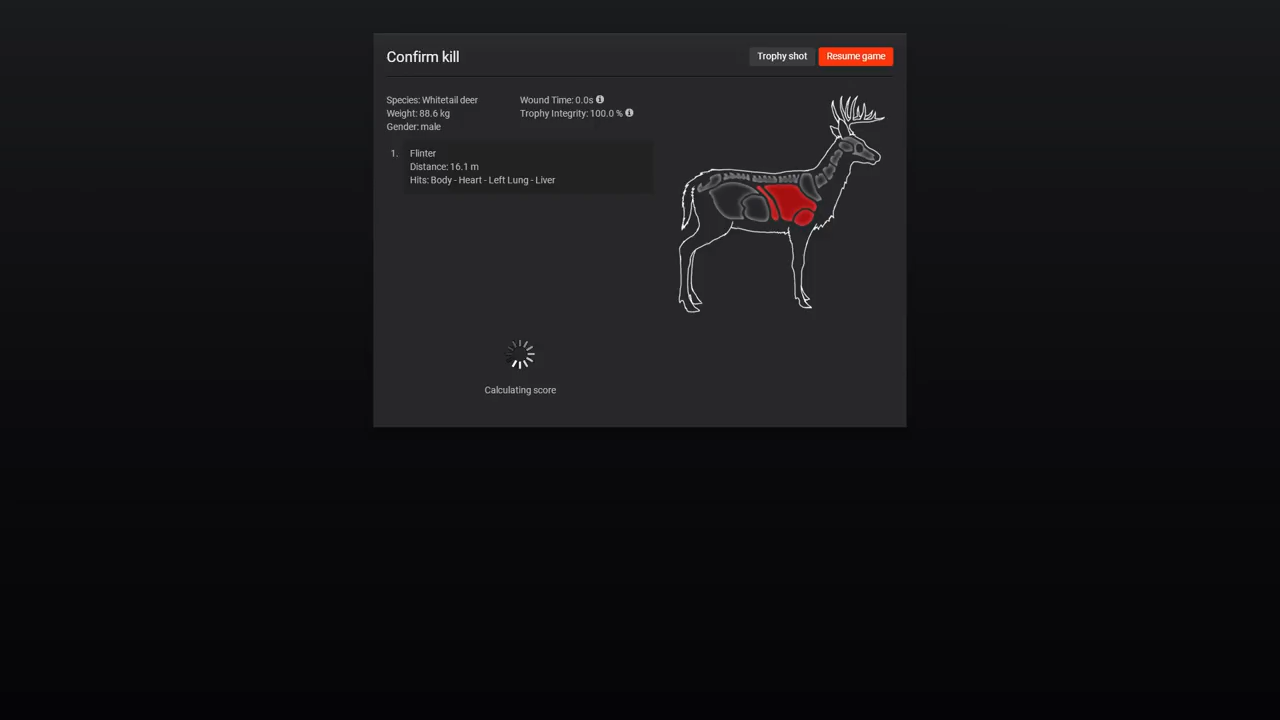 Confirm kill
Trophy shot
Resume game
Species: Whitetail deer
Weight: 88.6 kg
Gender: male
Wound Time: 0.0s
Trophy Integrity: 100.0 %
1. Flinter
Distance: 16.1 m
Hits: Body - Heart - Left Lung - Liver
Calculating score